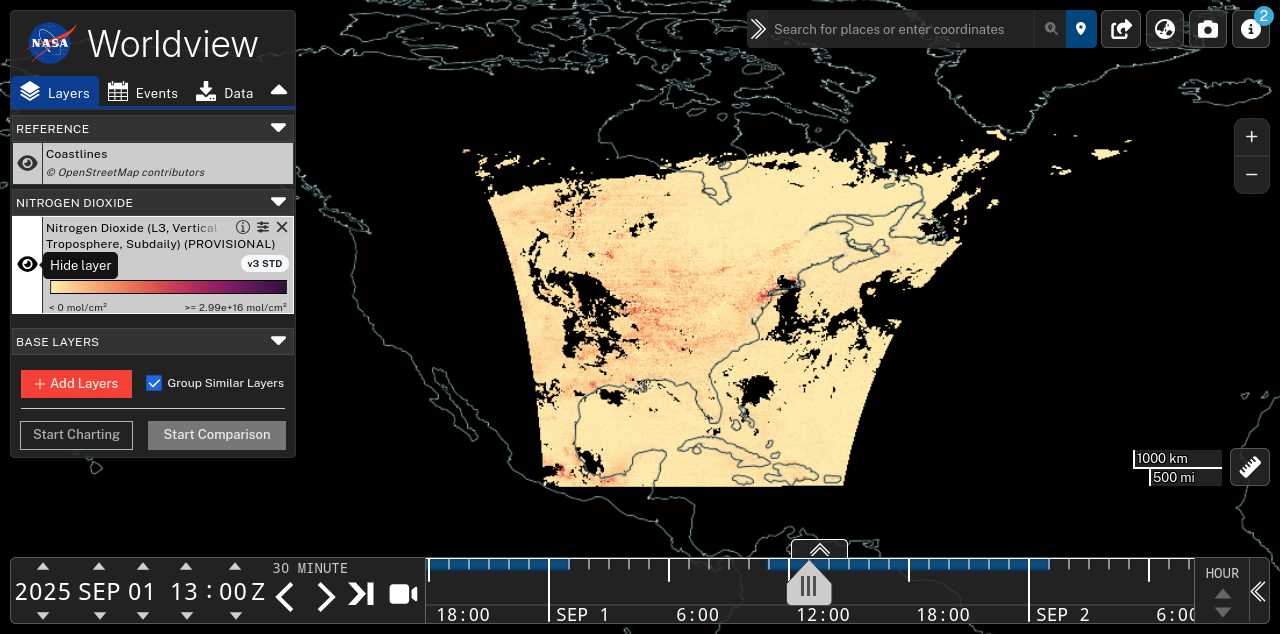 NASA
Worldview
Search for places or enter coordinates
2
Layers
Events
Data
REFERENCE
Coastlines
© OpenStreetMap contributors
NITROGEN DIOXIDE
Nitrogen Dioxide (L3, Vertical
Troposphere, Subdaily) (PROVISIONAL)
Hide layer
v3 STD
< 0 mol/cm²
>= 2.99e+16 mol/cm²
BASE LAYERS
+ Add Layers
Group Similar Layers
Start Charting
Start Comparison
1000 km
500 mi
2025 SEP 01 13:00Z
30 MINUTE
18:00
SEP 1
6:00
12:00
18:00
SEP 2
6:00
HOUR